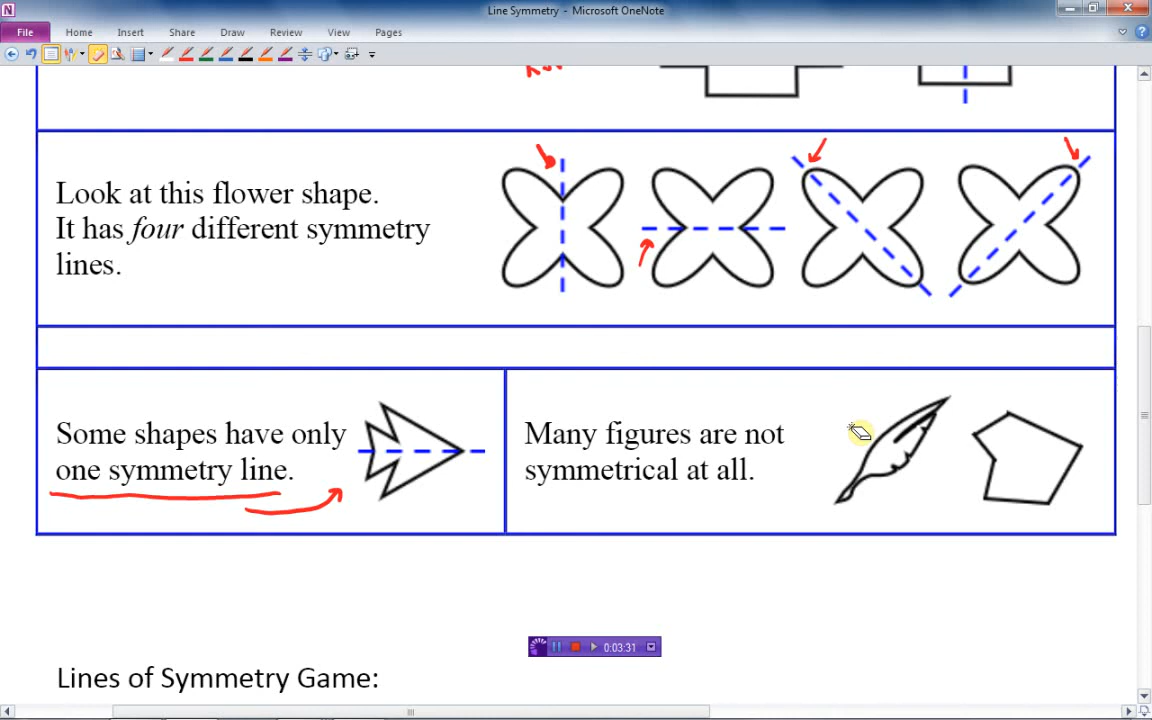 Line Symmetry - Microsoft OneNote
File Home Insert Share Draw Review View Pages
Look at this flower shape.
It has four different symmetry
lines.
Some shapes have only
one symmetry line.
Many figures are not
symmetrical at all.
0:03:31
Lines of Symmetry Game: